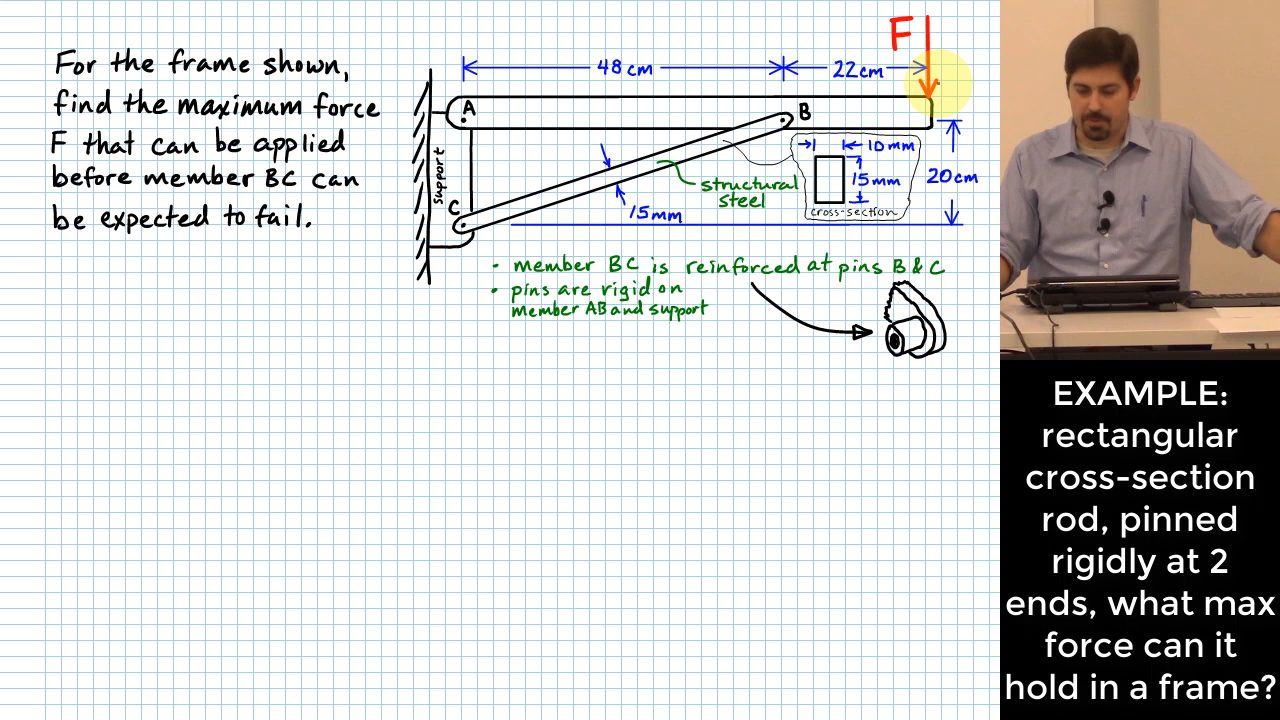 For the frame shown,
find the maximum force
F that can be applied
before member BC can
be expected to fail.
F
48 cm
22cm
A
B
support
10mm
15mm
20cm
structural
steel
cross-section
C
15mm
• member BC is reinforced at pins B & C
• pins are rigid on
member AB and support
EXAMPLE:
rectangular
cross-section
rod, pinned
rigidly at 2
ends, what max
force can it
hold in a frame?